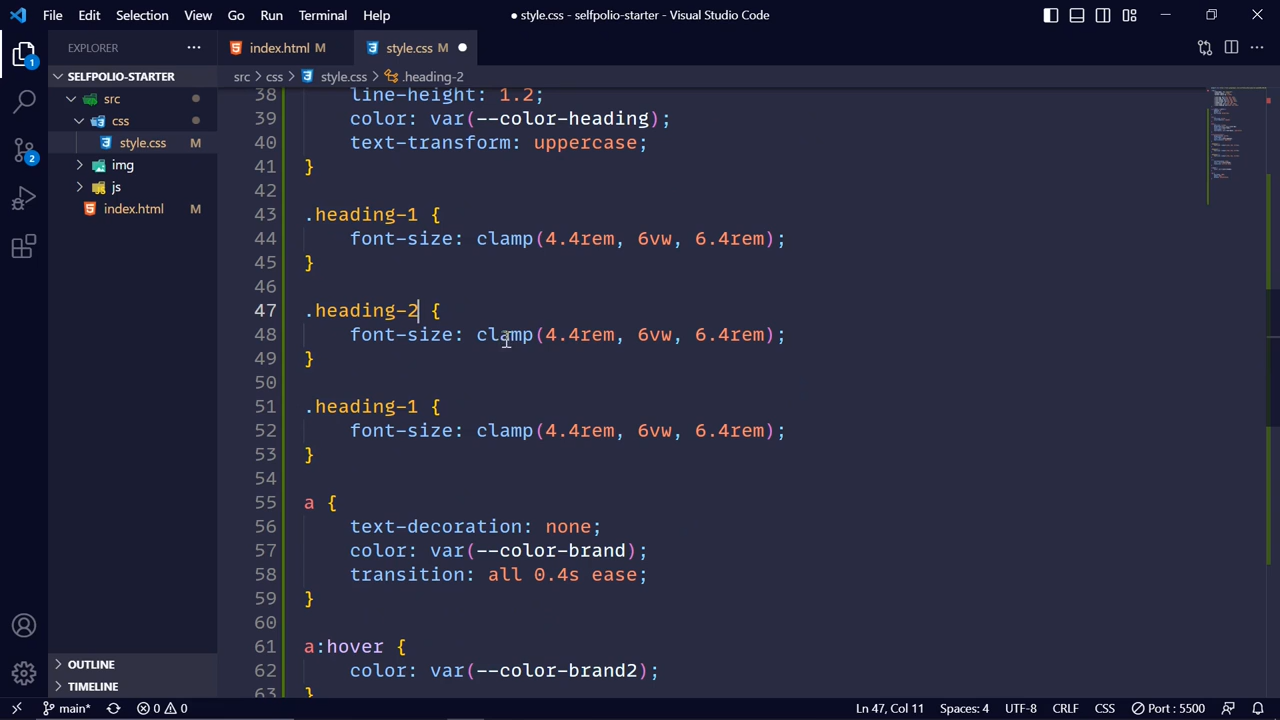 File Edit Selection View Go Run Terminal Help
● style.css - selfpolio-starter - Visual Studio Code
EXPLORER
index.html M
style.css M
SELFPOLIO-STARTER
src > css > style.css > .heading-2
src
css
style.css M
img
js
index.html M
38 line-height: 1.2;
39 color: var(--color-heading);
40 text-transform: uppercase;
41 }
42
43 .heading-1 {
44 font-size: clamp(4.4rem, 6vw, 6.4rem);
45 }
46
47 .heading-2 {
48 font-size: clamp(4.4rem, 6vw, 6.4rem);
49 }
50
51 .heading-1 {
52 font-size: clamp(4.4rem, 6vw, 6.4rem);
53 }
54
55 a {
56 text-decoration: none;
57 color: var(--color-brand);
58 transition: all 0.4s ease;
59 }
60
61 a:hover {
62 color: var(--color-brand2);
63 }
1
2
OUTLINE
TIMELINE
main* 0 0 Ln 47, Col 11 Spaces: 4 UTF-8 CRLF CSS Port : 5500